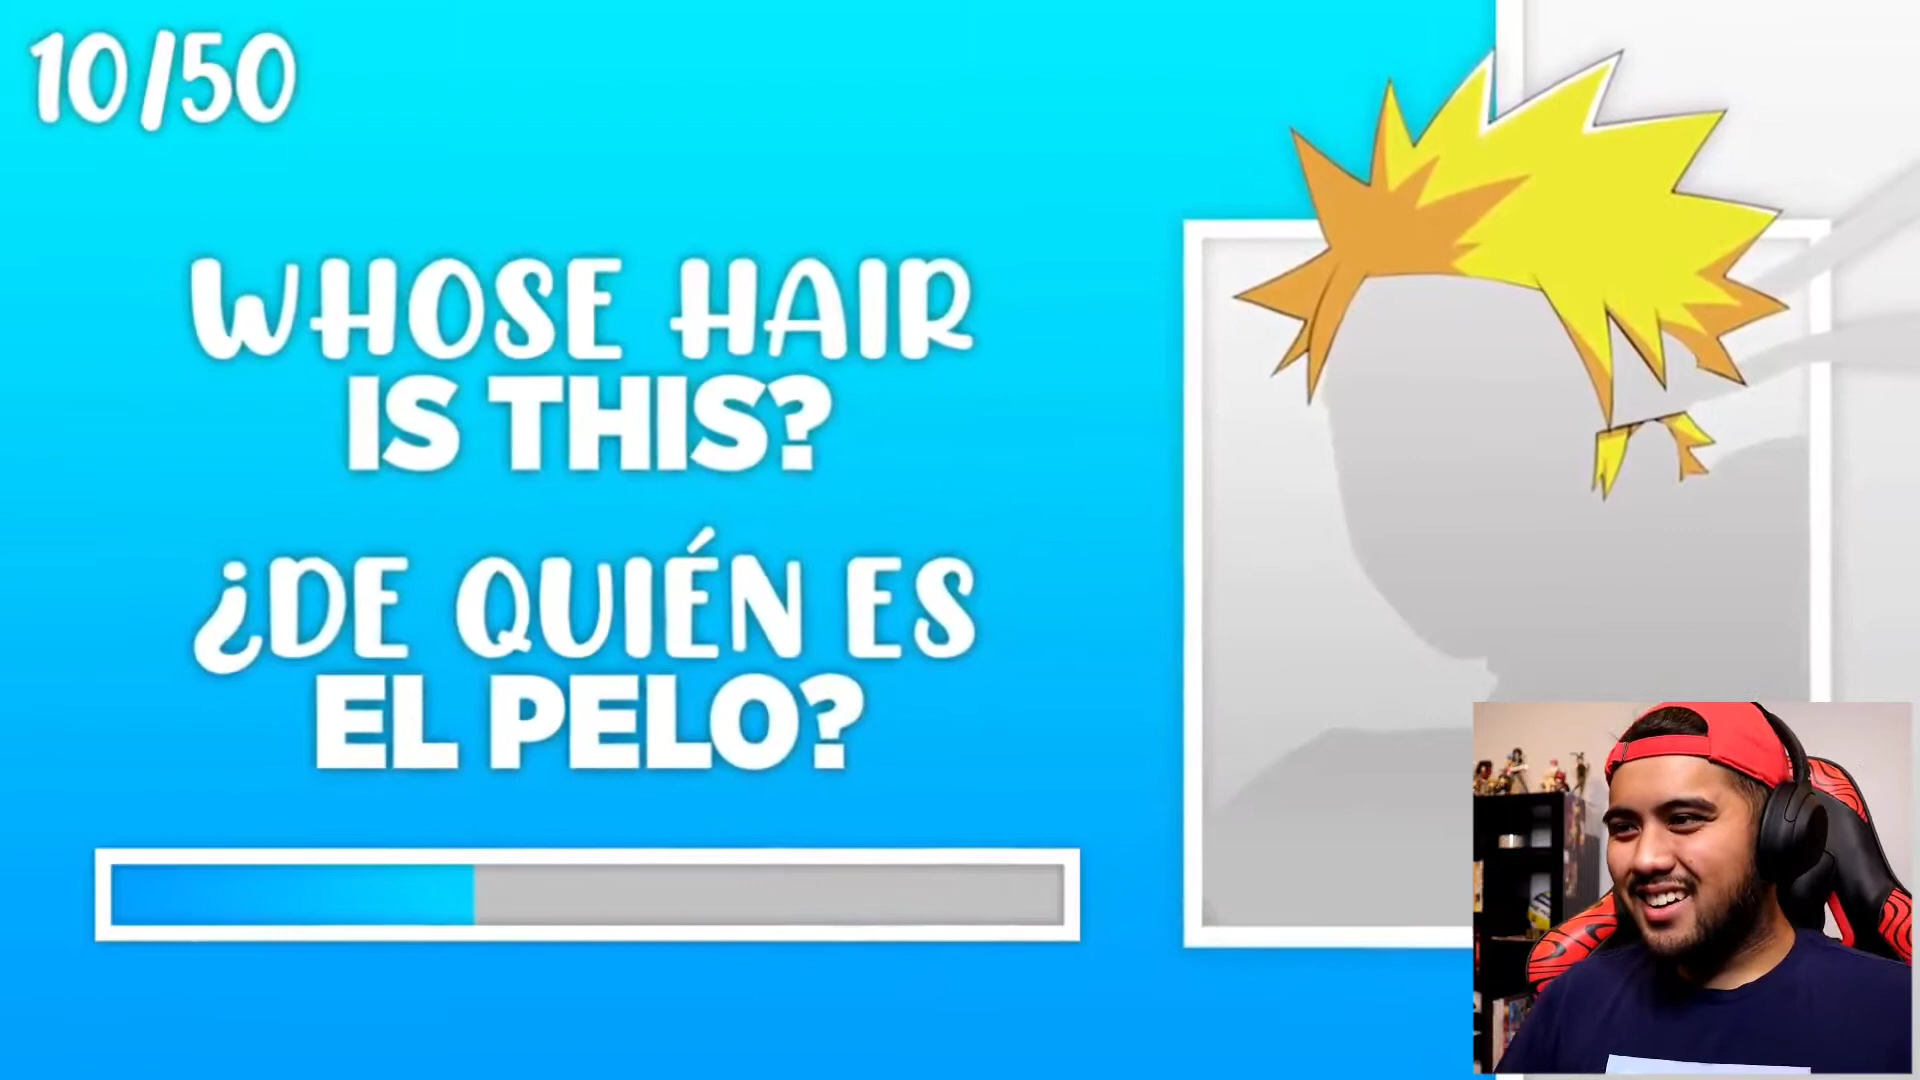 10/50
WHOSE HAIR
IS THIS?
¿DE QUIÉN ES
EL PELO?